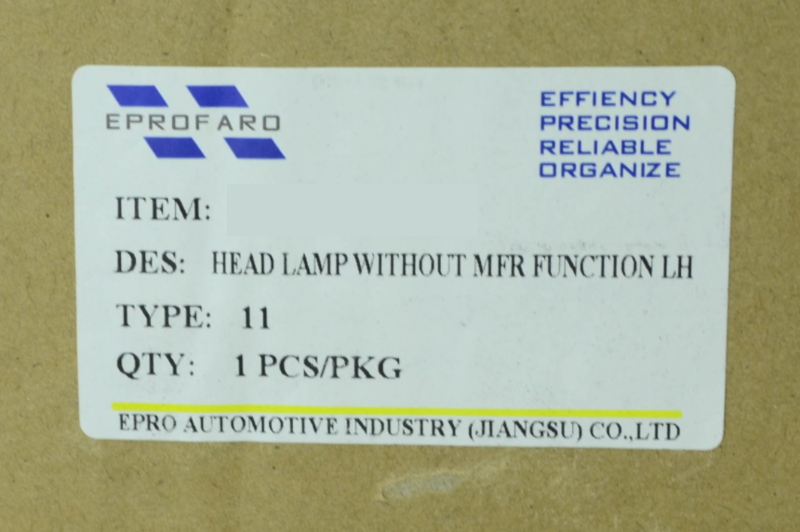 EPROFARO
EFFIENCY
PRECISION
RELIABLE
ORGANIZE
ITEM:
DES: HEAD LAMP WITHOUT MFR FUNCTION LH
TYPE: 11
QTY: 1 PCS/PKG
EPRO AUTOMOTIVE INDUSTRY (JIANGSU) CO.,LTD